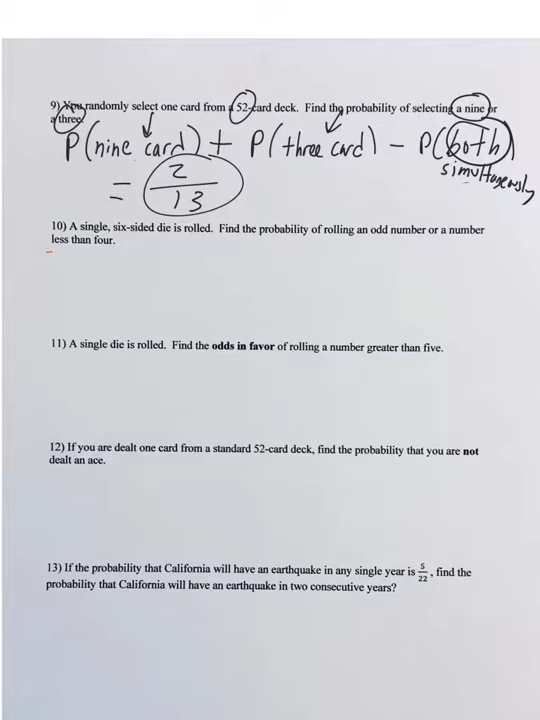 9) You randomly select one card from a 52-card deck. Find the probability of selecting a nine or
a three.
P(nine card) + P(three card) - P(both)
simultaneously
= 2/13
10) A single, six-sided die is rolled. Find the probability of rolling an odd number or a number
less than four.
11) A single die is rolled. Find the odds in favor of rolling a number greater than five.
12) If you are dealt one card from a standard 52-card deck, find the probability that you are not
dealt an ace.
13) If the probability that California will have an earthquake in any single year is 5/22, find the
probability that California will have an earthquake in two consecutive years?